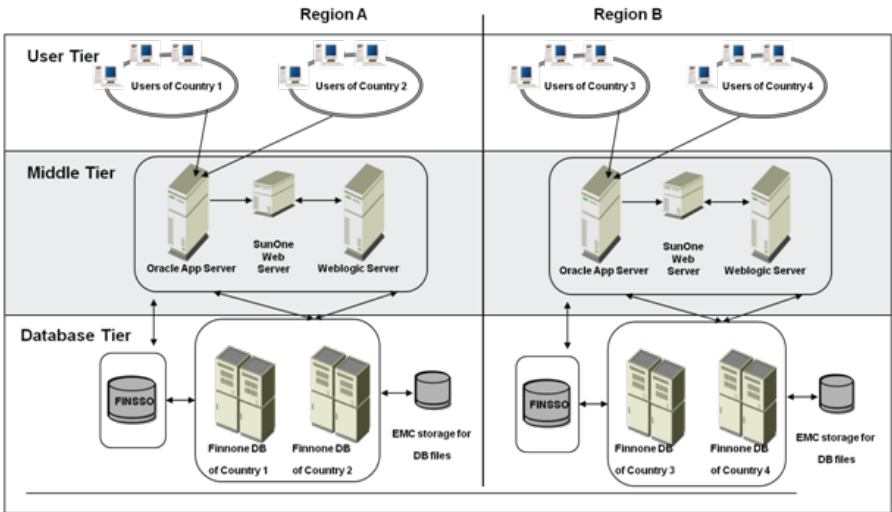 Region A
Region B
User Tier
Users of Country 1
Users of Country 2
Users of Country 3
Users of Country 4
Middle Tier
Oracle App Server
SunOne
Web
Server
Weblogic Server
Oracle App Server
SunOne
Web
Server
Weblogic Server
Database Tier
FINSSO
Finnone DB
of Country 1
Finnone DB
of Country 2
EMC storage for
DB files
FINSSO
Finnone DB
of Country 3
Finnone DB
of Country 4
EMC storage for
DB files